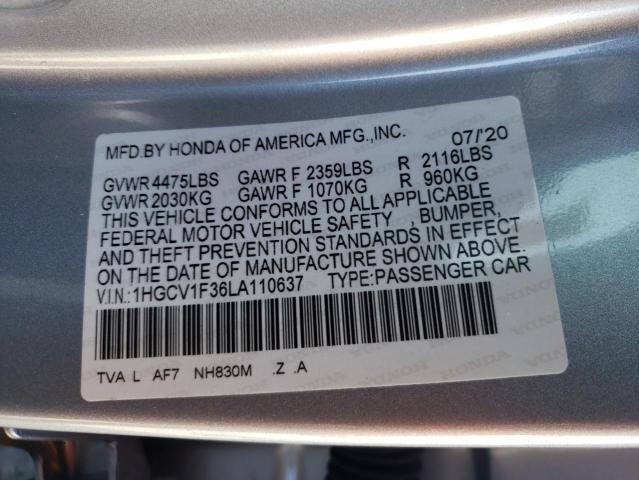 MFD.BY HONDA OF AMERICA MFG.,INC. 07/'20
GVWR 4475LBS GAWR F 2359LBS R 2116LBS
GVWR 2030KG GAWR F 1070KG R 960KG
THIS VEHICLE CONFORMS TO ALL APPLICABLE
FEDERAL MOTOR VEHICLE SAFETY , BUMPER,
AND THEFT PREVENTION STANDARDS IN EFFECT
ON THE DATE OF MANUFACTURE SHOWN ABOVE.
V.I.N.:1HGCV1F36LA110637 TYPE:PASSENGER CAR
TVA L AF7 NH830M .Z .A